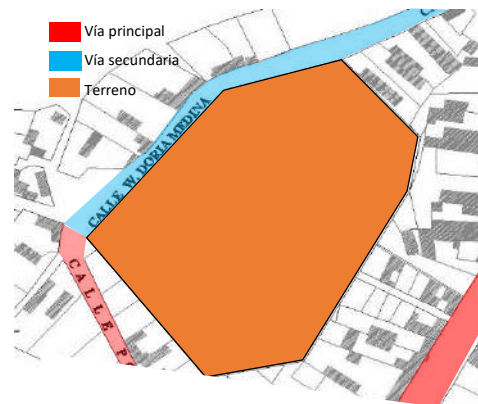 Vía principal
Vía secundaria
Terreno
CALLE W. DORIA MEDINA
CALLE